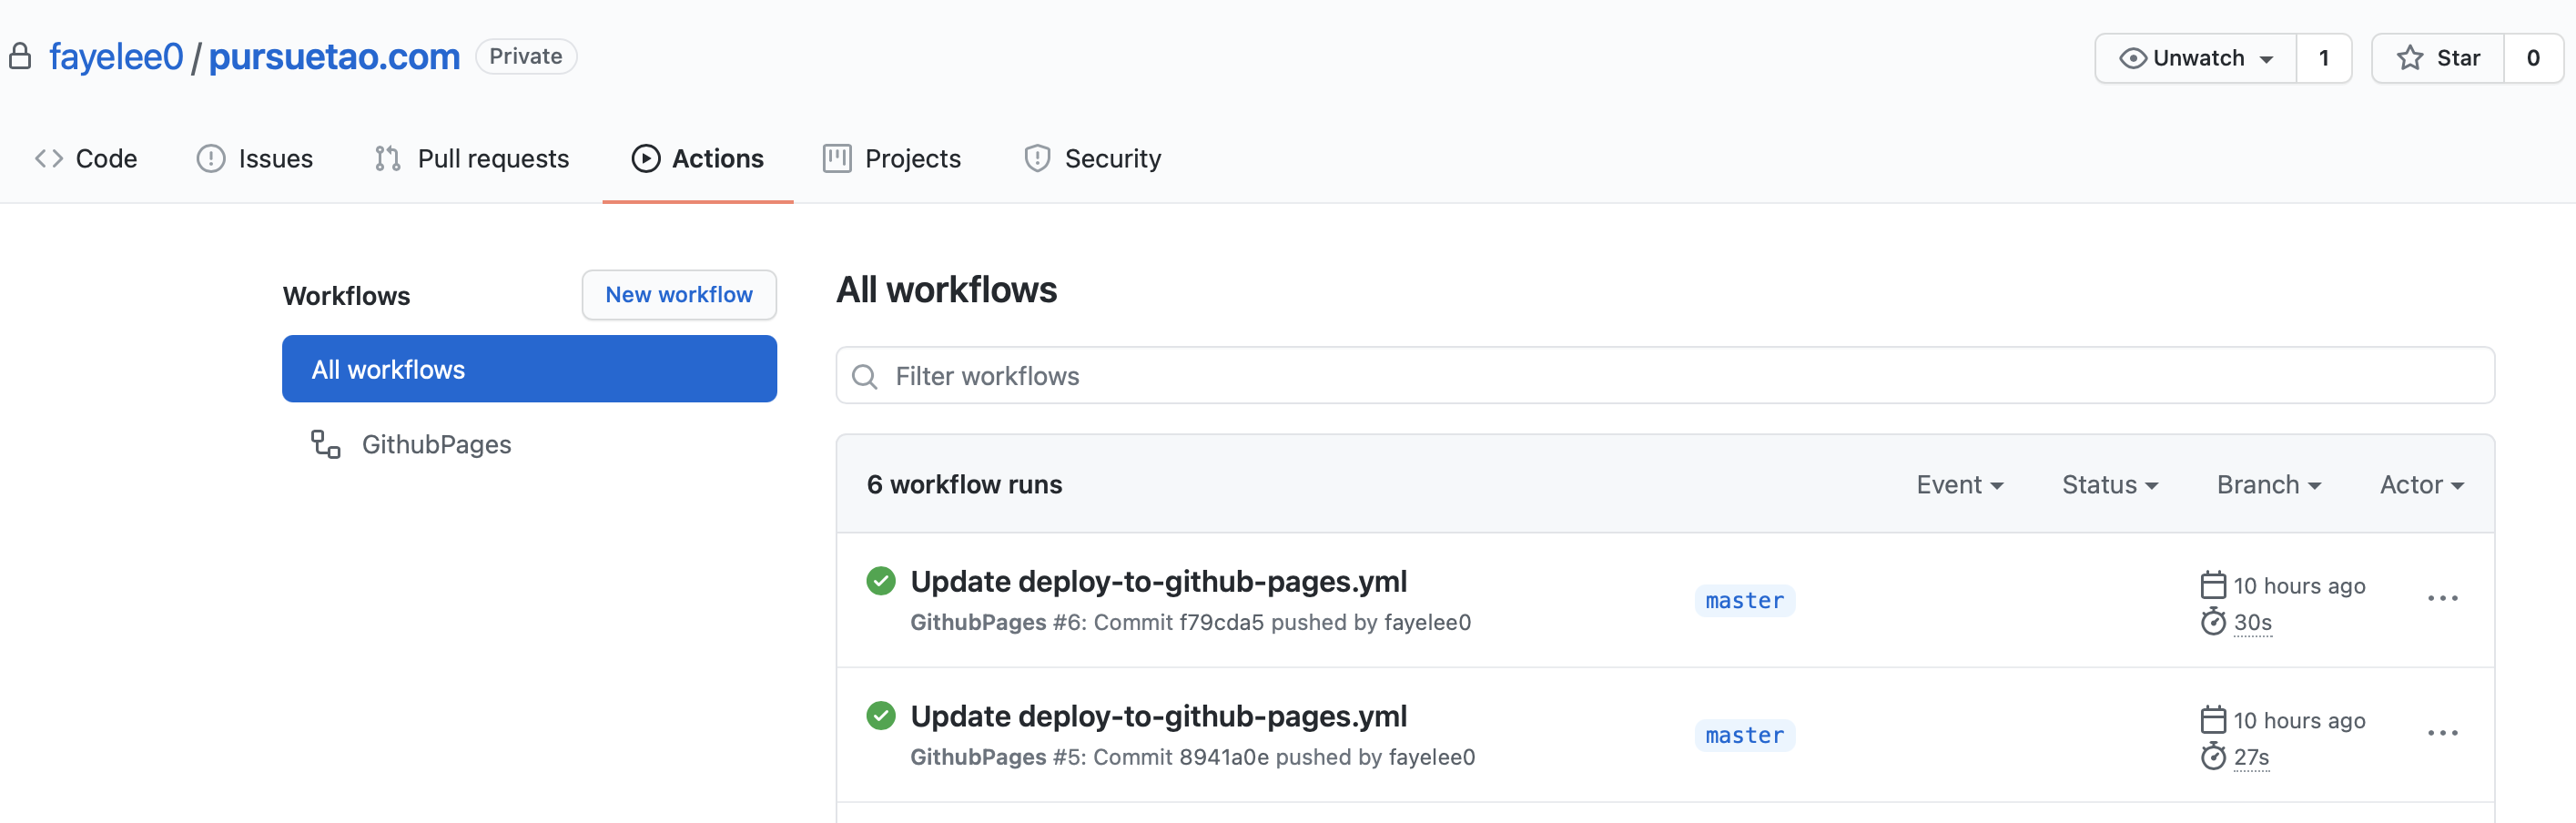 fayelee0 / pursuetao.com Private
Unwatch 1 Star 0
Code Issues Pull requests Actions Projects Security
Workflows New workflow
All workflows
GithubPages
All workflows
Filter workflows
6 workflow runs Event Status Branch Actor
Update deploy-to-github-pages.yml
GithubPages #6: Commit f79cda5 pushed by fayelee0
master
10 hours ago
30s
Update deploy-to-github-pages.yml
GithubPages #5: Commit 8941a0e pushed by fayelee0
master
10 hours ago
27s